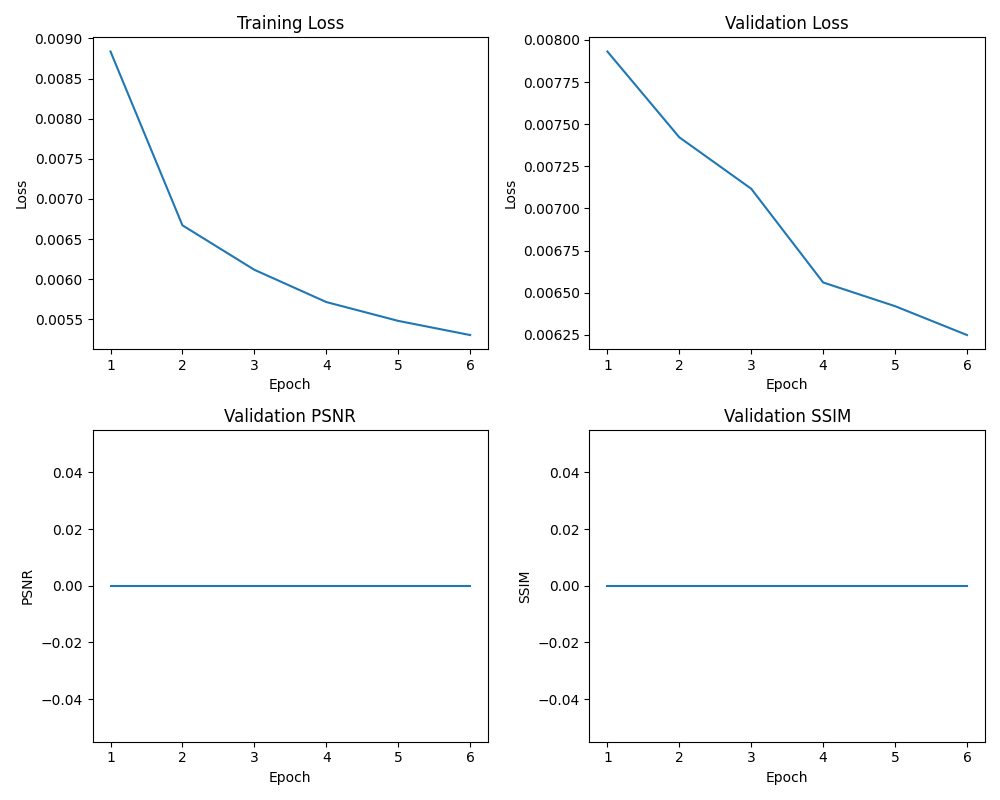 Training Loss
0.0090
0.0085
0.0080
0.0075
0.0070
0.0065
0.0060
0.0055
Loss
1 2 3 4 5 6
Epoch
Validation Loss
0.00800
0.00775
0.00750
0.00725
0.00700
0.00675
0.00650
0.00625
Loss
1 2 3 4 5 6
Epoch
Validation PSNR
0.04
0.02
0.00
−0.02
−0.04
PSNR
1 2 3 4 5 6
Epoch
Validation SSIM
0.04
0.02
0.00
−0.02
−0.04
SSIM
1 2 3 4 5 6
Epoch